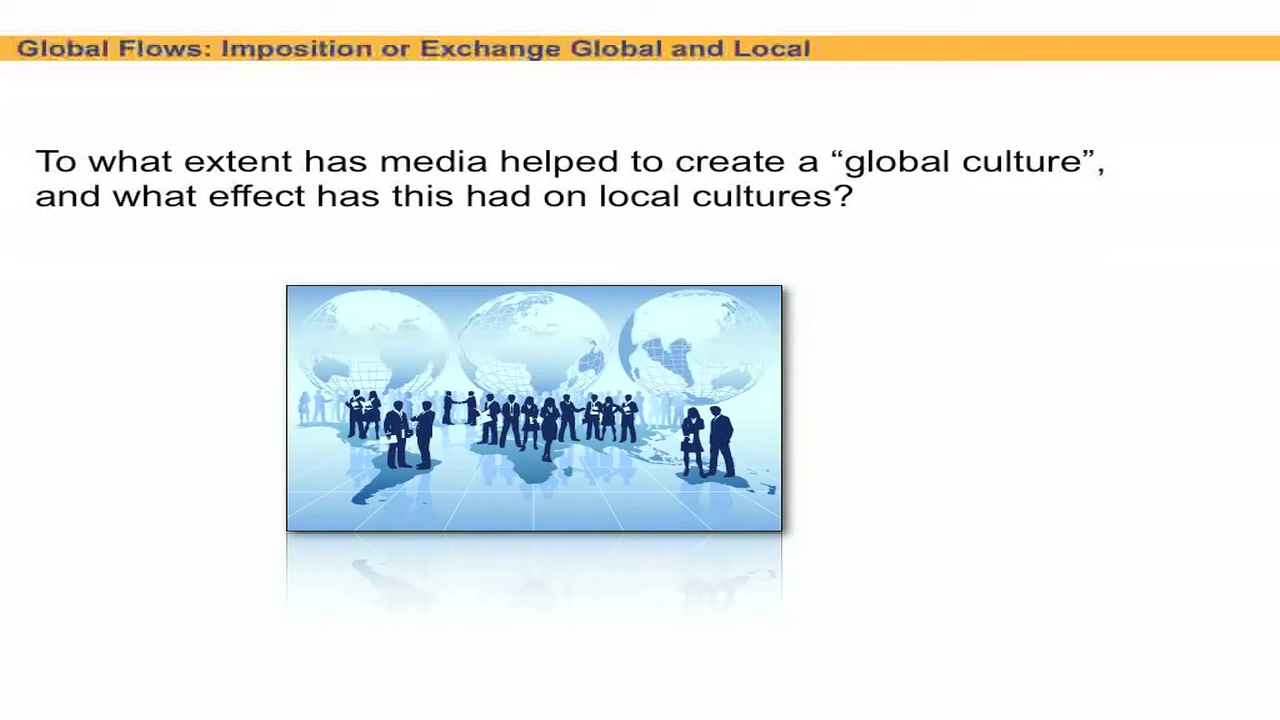 Global Flows: Imposition or Exchange Global and Local
To what extent has media helped to create a “global culture”,
and what effect has this had on local cultures?